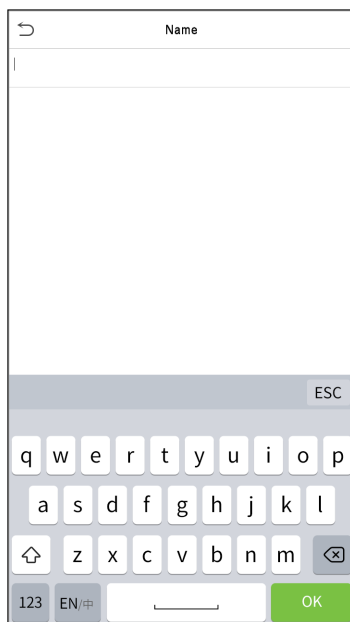 Name
ESC
q w e r t y u i o p
a s d f g h j k l
z x c v b n m
123 EN/中 OK